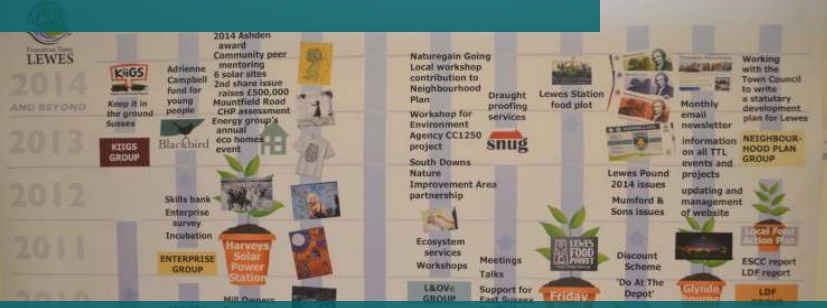 Transition Town
LEWES
2014
AND BEYOND
2013
2012
2011
KiiGS
Keep it in
the ground
Sussex
KIIGS
GROUP
Adrienne
Campbell
fund for
young
people
Blackbird
Skills bank
Enterprise
survey
Incubation
ENTERPRISE
GROUP
2014 Ashden
award
Community peer
mentoring
6 solar sites
2nd share issue
raises £500,000
Mountfield Road
CHP assessment
Energy group's
annual
eco homes
event
Harveys
Solar
Power
Station
Mill Owners
Naturegain Going
Local workshop
contribution to
Neighbourhood
Plan
Workshop for
Environment
Agency CC1250
project
South Downs
Nature
Improvement Area
partnership
Ecosystem
services
Workshops
L&OVe
GROUP
Draught
proofing
services
snug
Meetings
Talks
Support for
East Sussex
Lewes Station
food plot
LEWES
FOOD
MARKET
Friday
Lewes Pound
2014 issues
Mumford &
Sons issues
Discount
Scheme
'Do At The
Depot'
Monthly
email
newsletter
information
on all TTL
events and
projects
updating and
management
of website
Glynde
bourne
Working
with the
Town Council
to write
a statutory
development
plan for Lewes
NEIGHBOUR-
HOOD PLAN
GROUP
Local Food
Action Plan
ESCC report
LDF report
LDF
GROUP